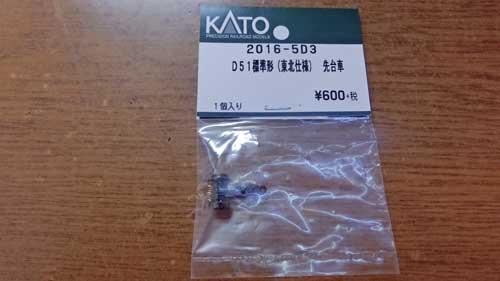 KATO
PRECISION RAILROAD MODELS
2016-5D3
D51標準形(東北仕様) 先台車
¥600+税
1個入り